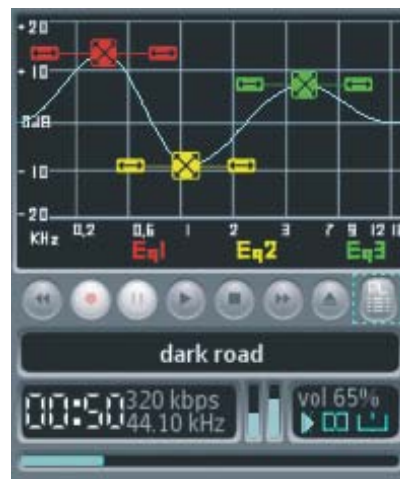 +20
+10
0dB
-10
-20
KHz 0,2 0,6 1 2 3 7 9 12 18
Eq1 Eq2 Eq3
dark road
00:50 320 kbps
44.10 kHz
vol 65%